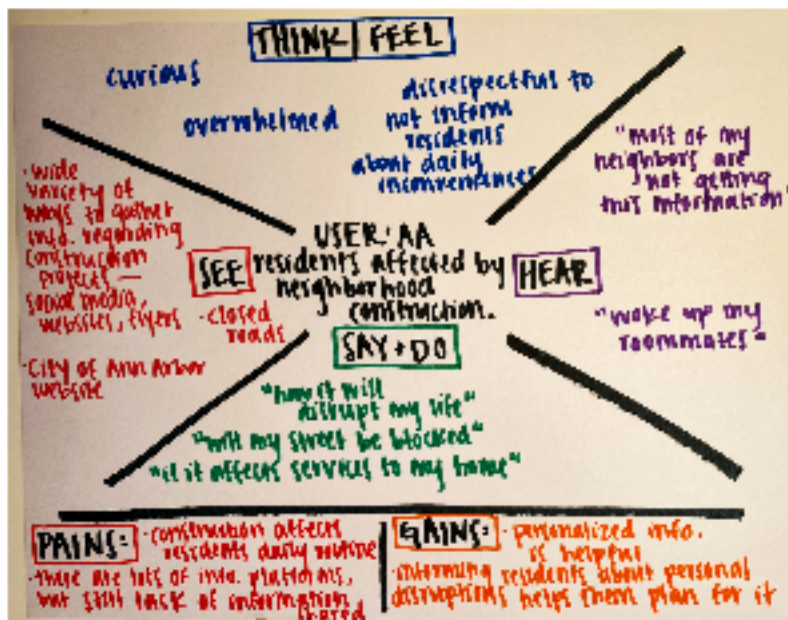 THINK | FEEL
curious
overwhelmed
disrespectful to
not inform
residents
about daily
inconveniences
"most of my
neighbors are
not getting
this information"
· wide
variety of
ways to gather
info. regarding
construction
projects —
social media,
websites, flyers
· closed
roads
· City of Ann Arbor
website
SEE
USER: AA
residents affected by
neighborhood
construction.
HEAR
"wake up my
roommates"
SAY + DO
"how it will
disrupt my life"
"will my street be blocked"
"if it affects services to my home"
PAINS: · construction affects
residents daily routine
· there are lots of info. platforms,
but still lack of information
shared
GAINS: · personalized info.
is helpful
· informing residents about personal
disruptions helps them plan for it